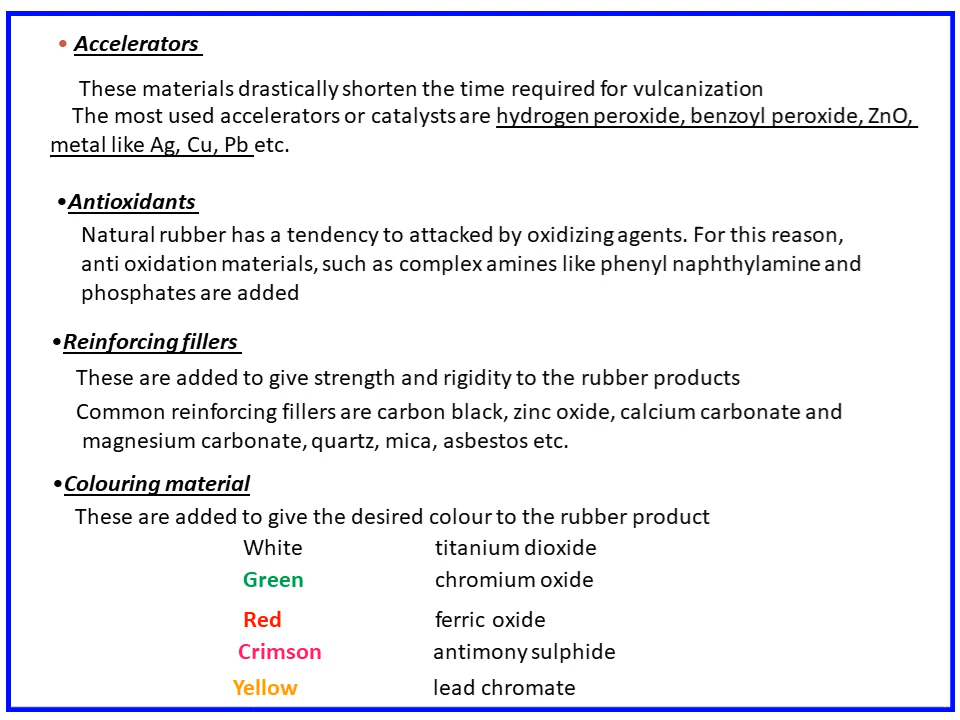 • Accelerators
These materials drastically shorten the time required for vulcanization
The most used accelerators or catalysts are hydrogen peroxide, benzoyl peroxide, ZnO,
metal like Ag, Cu, Pb etc.
•Antioxidants
Natural rubber has a tendency to attacked by oxidizing agents. For this reason,
anti oxidation materials, such as complex amines like phenyl naphthylamine and
phosphates are added
•Reinforcing fillers
These are added to give strength and rigidity to the rubber products
Common reinforcing fillers are carbon black, zinc oxide, calcium carbonate and
magnesium carbonate, quartz, mica, asbestos etc.
•Colouring material
These are added to give the desired colour to the rubber product
White titanium dioxide
Green chromium oxide
Red ferric oxide
Crimson antimony sulphide
Yellow lead chromate